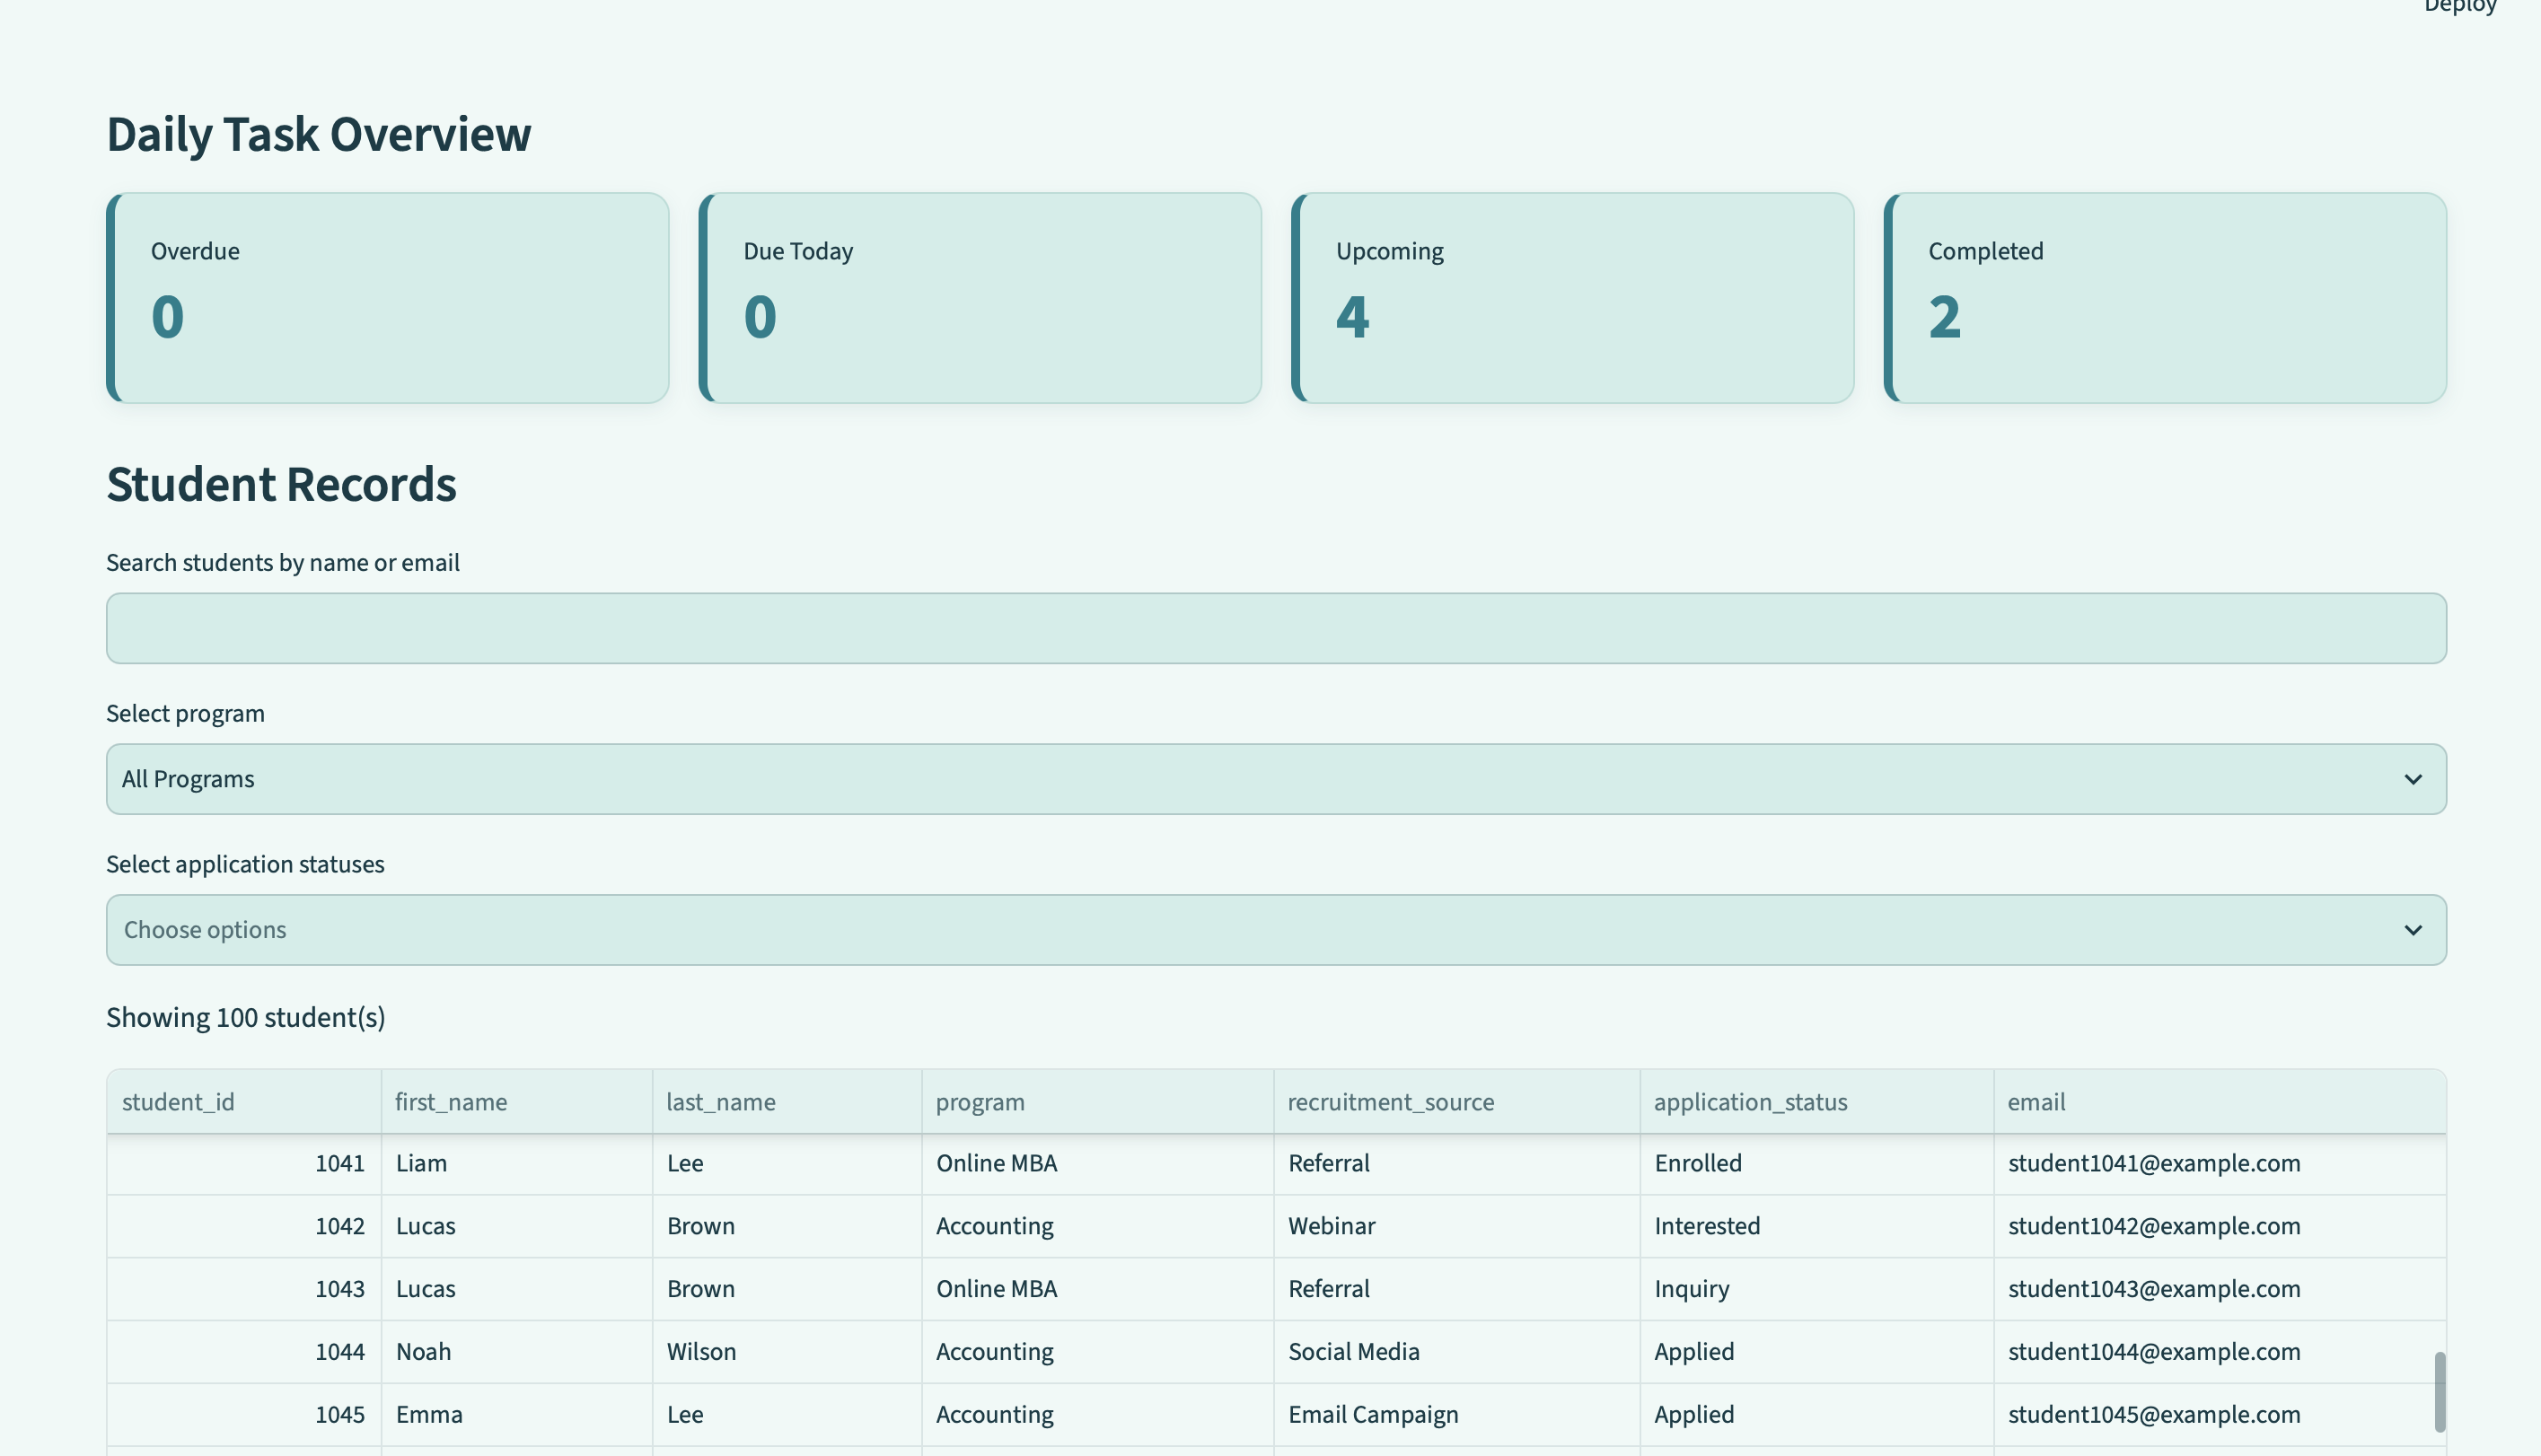 Deploy
Daily Task Overview
Overdue Due Today Upcoming Completed
0 0 4 2
Student Records
Search students by name or email
Select program
All Programs
Select application statuses
Choose options
Showing 100 student(s)
student_id first_name last_name program recruitment_source application_status email
1041 Liam Lee Online MBA Referral Enrolled student1041@example.com
1042 Lucas Brown Accounting Webinar Interested student1042@example.com
1043 Lucas Brown Online MBA Referral Inquiry student1043@example.com
1044 Noah Wilson Accounting Social Media Applied student1044@example.com
1045 Emma Lee Accounting Email Campaign Applied student1045@example.com